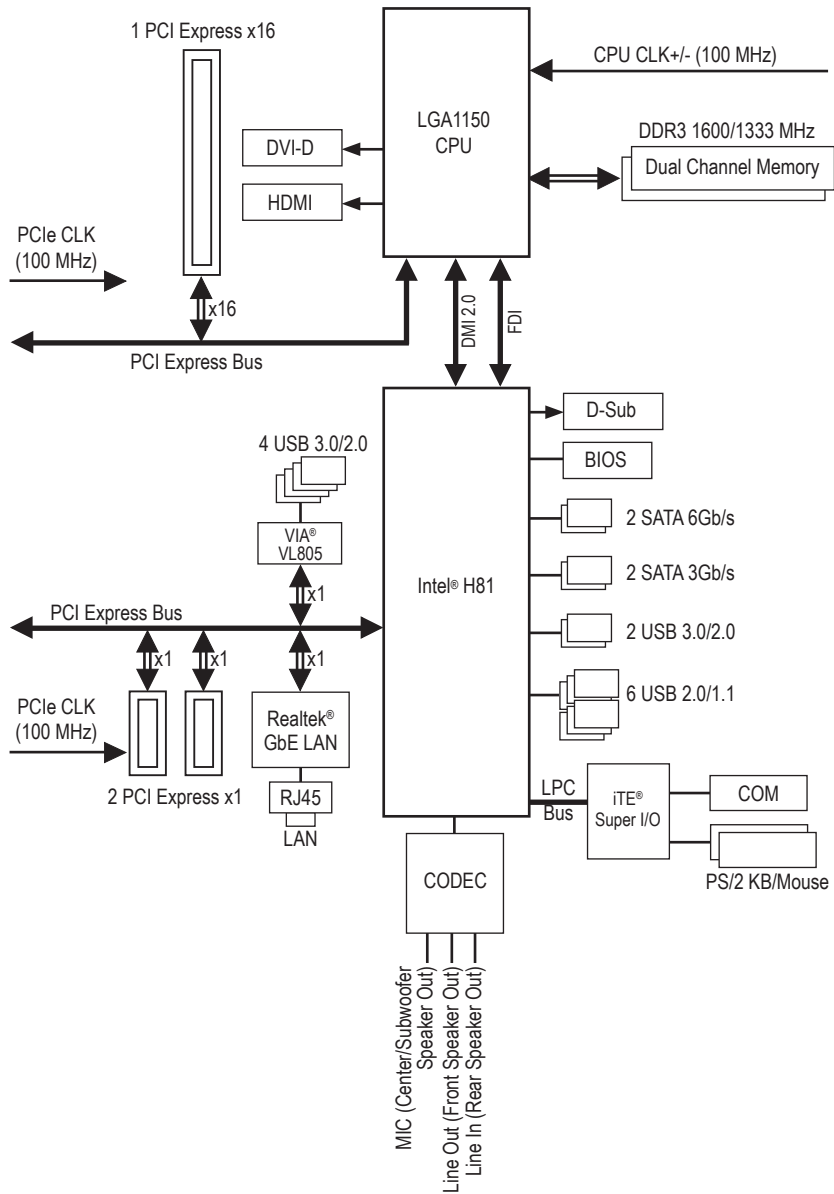 1 PCI Express x16
CPU CLK+/- (100 MHz)
LGA1150
CPU
DDR3 1600/1333 MHz
Dual Channel Memory
DVI-D
HDMI
PCIe CLK
(100 MHz)
x16
PCI Express Bus
DMI 2.0
FDI
D-Sub
4 USB 3.0/2.0
BIOS
VIA®
VL805
2 SATA 6Gb/s
Intel® H81
2 SATA 3Gb/s
x1
PCI Express Bus
2 USB 3.0/2.0
x1
x1
x1
6 USB 2.0/1.1
PCIe CLK
(100 MHz)
Realtek®
GbE LAN
2 PCI Express x1
RJ45
LAN
LPC
Bus
iTE®
Super I/O
COM
PS/2 KB/Mouse
CODEC
MIC (Center/Subwoofer
Speaker Out)
Line Out (Front Speaker Out)
Line In (Rear Speaker Out)